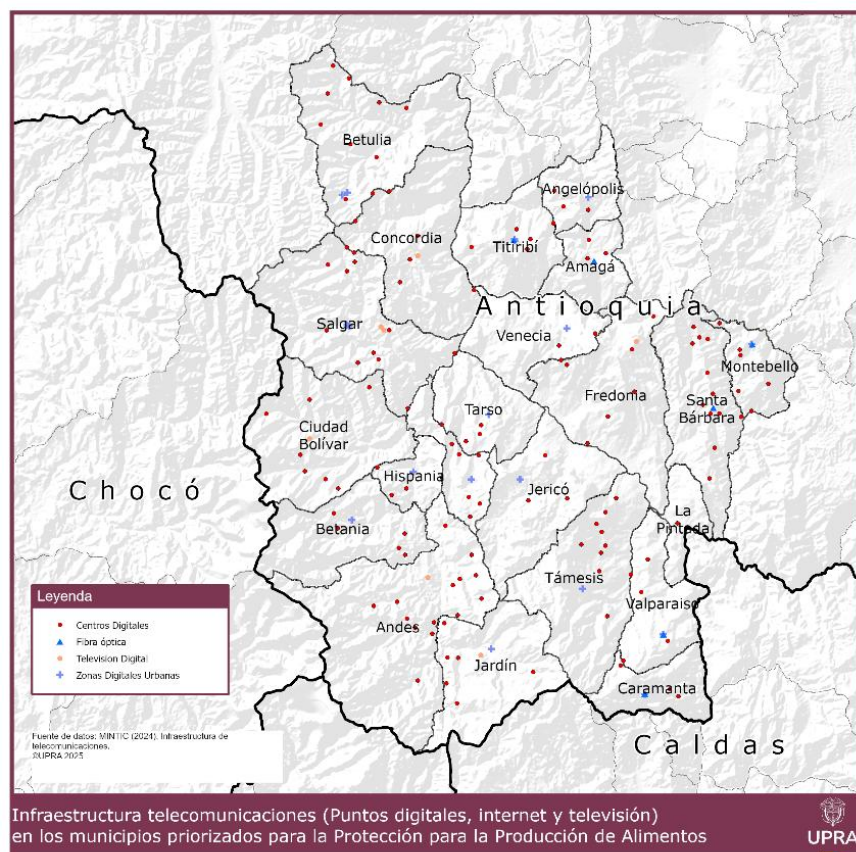 Betulia
Angelópolis
Concordia
Titiribí
Amagá
Antioquia
Salgar
Venecia
Montebello
Fredonia
Santa
Bárbara
Tarso
Ciudad
Bolívar
Hispania
Jericó
Chocó
La
Pintada
Betania
Támesis
Valparaiso
Andes
Jardín
Caramanta
Caldas
Leyenda
Centros Digitales
Fibra óptica
Television Digital
Zonas Digitales Urbanas
Fuente de datos: MINTIC (2024). Infraestructura de
telecomunicaciones.
©UPRA 2025
Infraestructura telecomunicaciones (Puntos digitales, internet y televisión)
en los municipios priorizados para la Protección para la Producción de Alimentos
UPRA